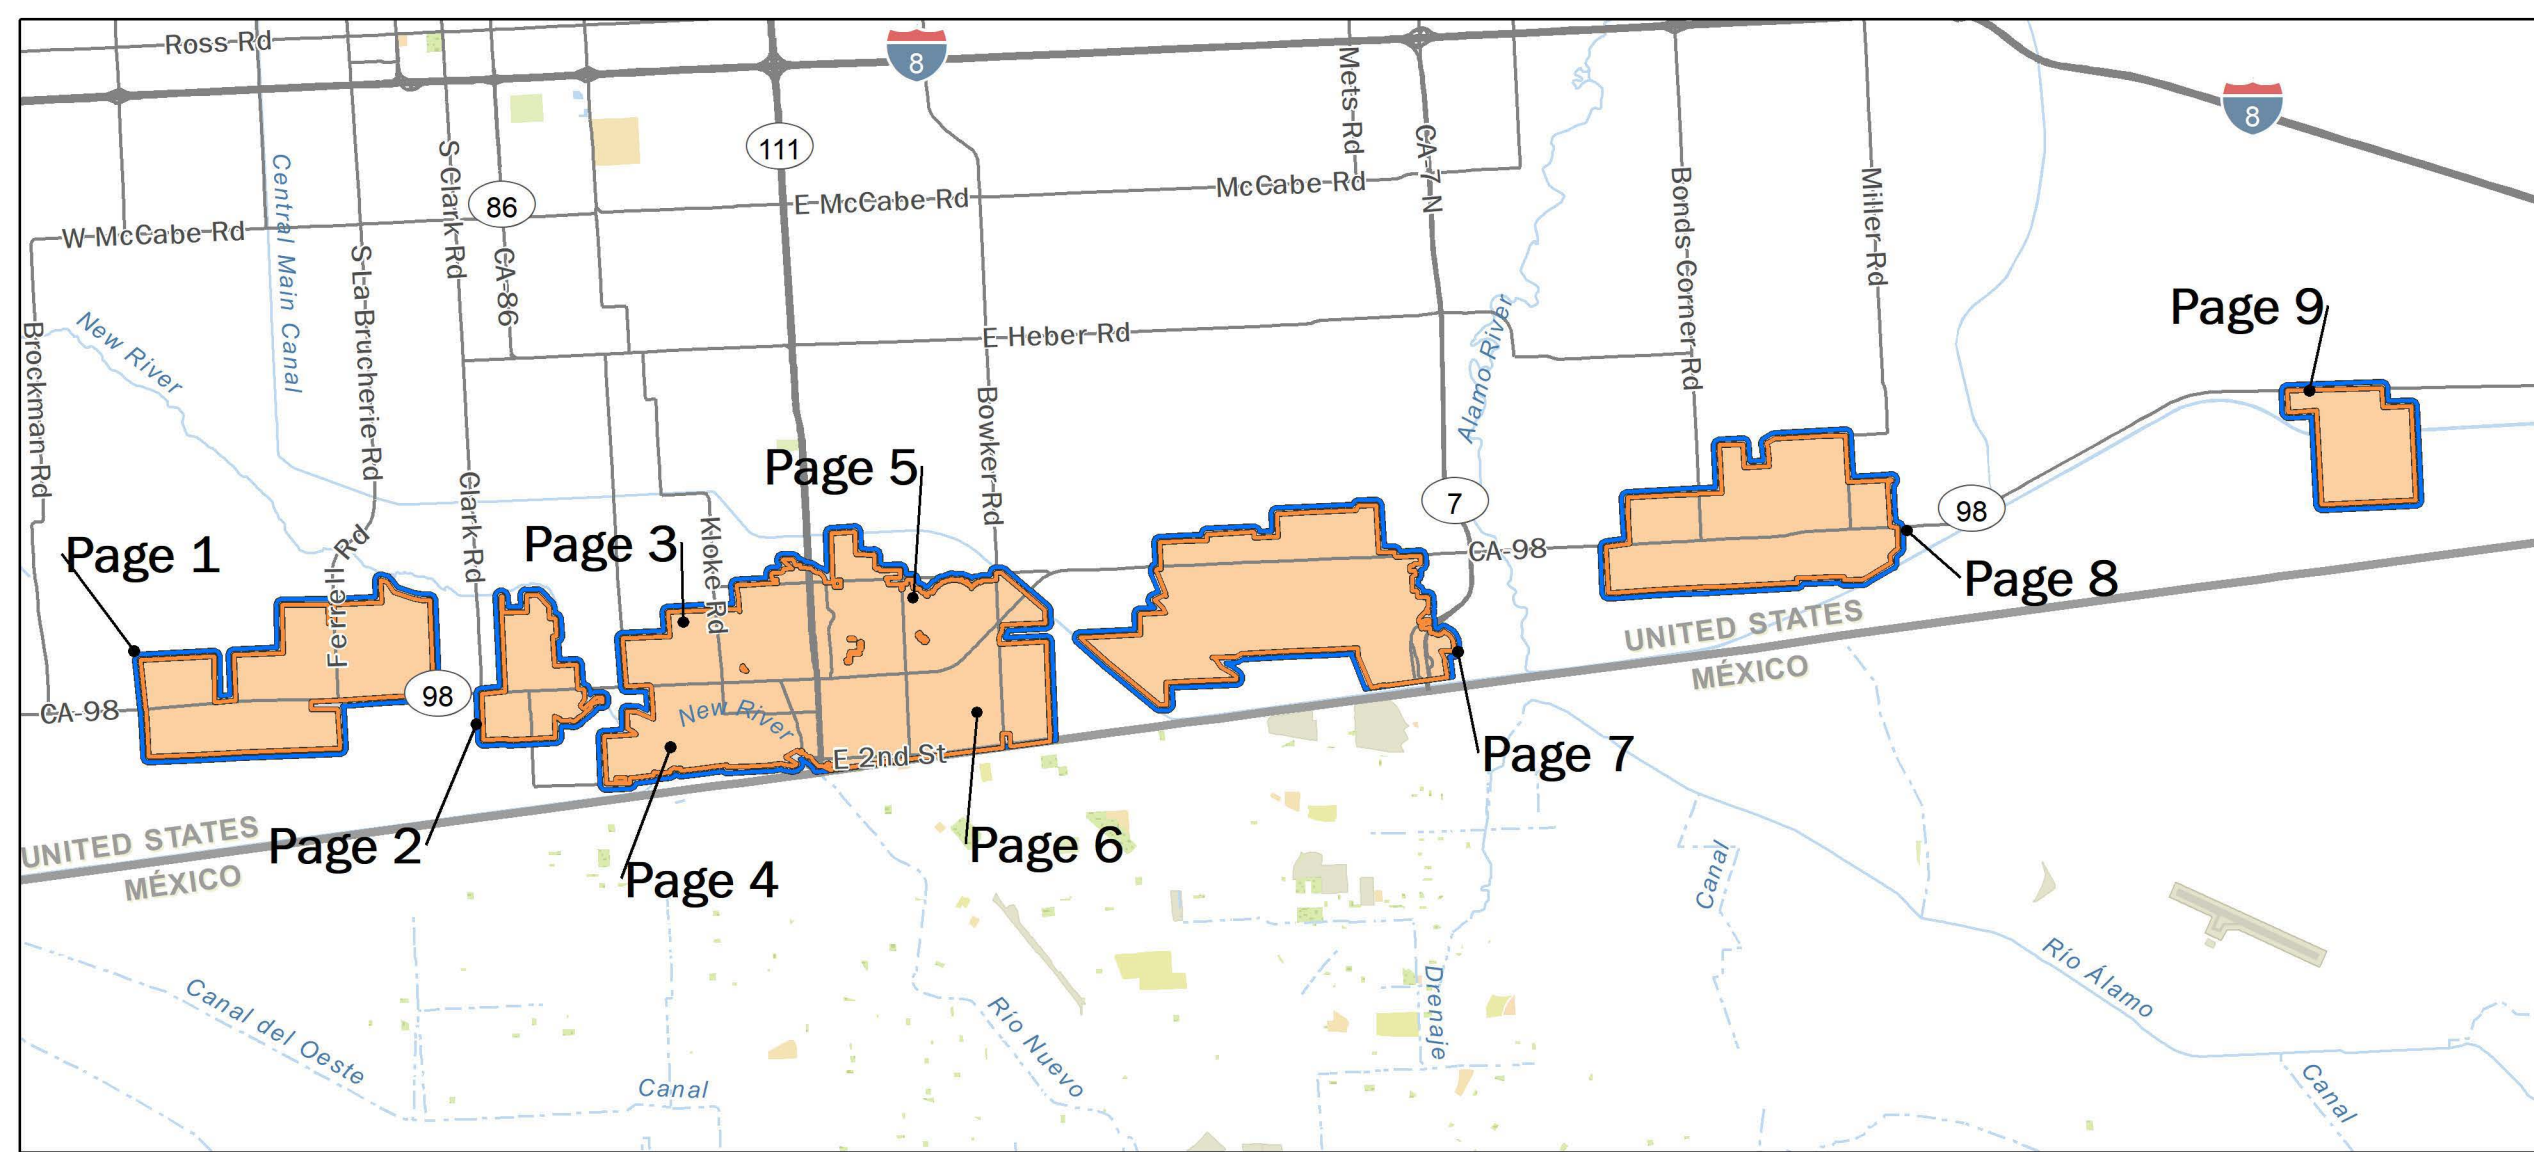 Ross Rd
8
8
Mets Rd
CA-7 N
111
86
Central Main Canal
S Clark Rd
W McCabe Rd
E McCabe Rd
McCabe Rd
Bonds Corner Rd
Miller Rd
S La Brucherie Rd
CA-86
New River
Brockman Rd
E Heber Rd
Alamo River
Page 9
Bowker Rd
Page 5
Clark Rd
7
98
Page 3
Kloke Rd
CA-98
Page 1
Ferrell Rd
Page 8
UNITED STATES
MÉXICO
98
CA-98
New River
E 2nd St
Page 7
UNITED STATES
MÉXICO
Page 2
Page 4
Page 6
Canal
Río Álamo
Drenaje
Canal del Oeste
Río Nuevo
Canal
Canal